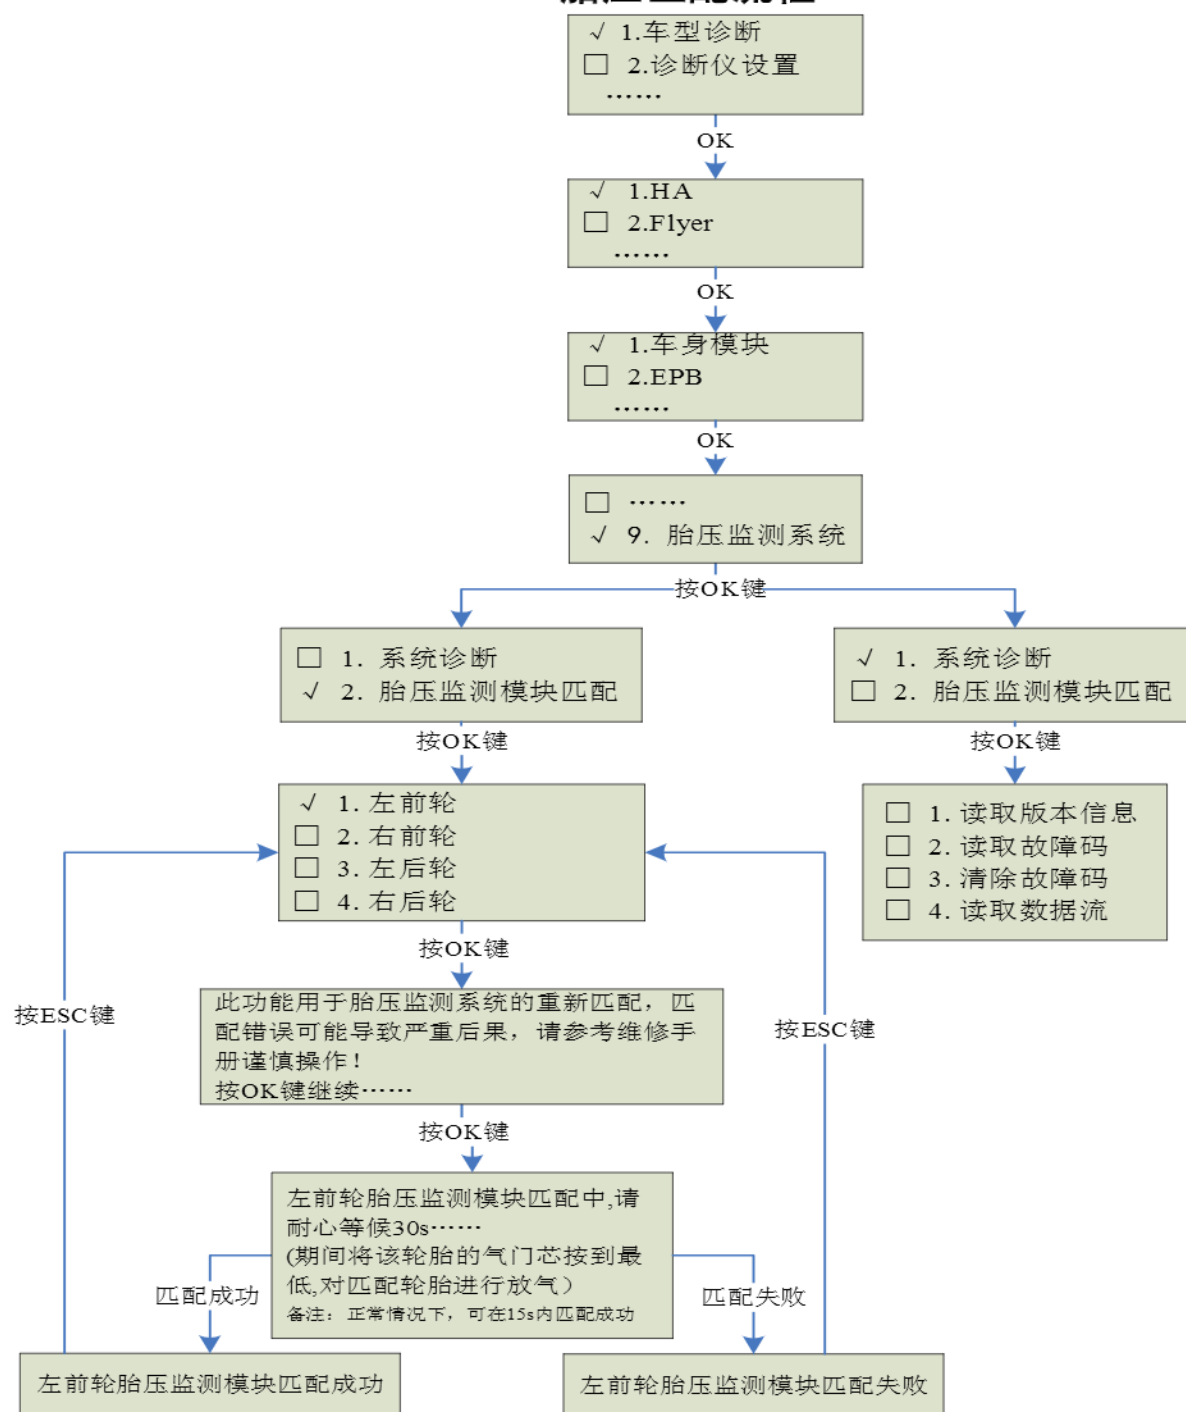 胎压匹配流程
√ 1.车型诊断
□ 2.诊断仪设置
……
OK
√ 1.HA
□ 2.Flyer
……
OK
√ 1.车身模块
□ 2.EPB
……
OK
□ ……
√ 9. 胎压监测系统
按OK键
□ 1. 系统诊断
√ 2. 胎压监测模块匹配
√ 1. 系统诊断
□ 2. 胎压监测模块匹配
按OK键
按OK键
√ 1. 左前轮
□ 2. 右前轮
□ 3. 左后轮
□ 4. 右后轮
□ 1. 读取版本信息
□ 2. 读取故障码
□ 3. 清除故障码
□ 4. 读取数据流
按OK键
按ESC键
按ESC键
此功能用于胎压监测系统的重新匹配，匹
配错误可能导致严重后果，请参考维修手
册谨慎操作！
按OK键继续……
按OK键
左前轮胎压监测模块匹配中,请
耐心等候30s……
(期间将该轮胎的气门芯按到最
低,对匹配轮胎进行放气）
备注：正常情况下，可在15s内匹配成功
匹配成功
匹配失败
左前轮胎压监测模块匹配成功
左前轮胎压监测模块匹配失败